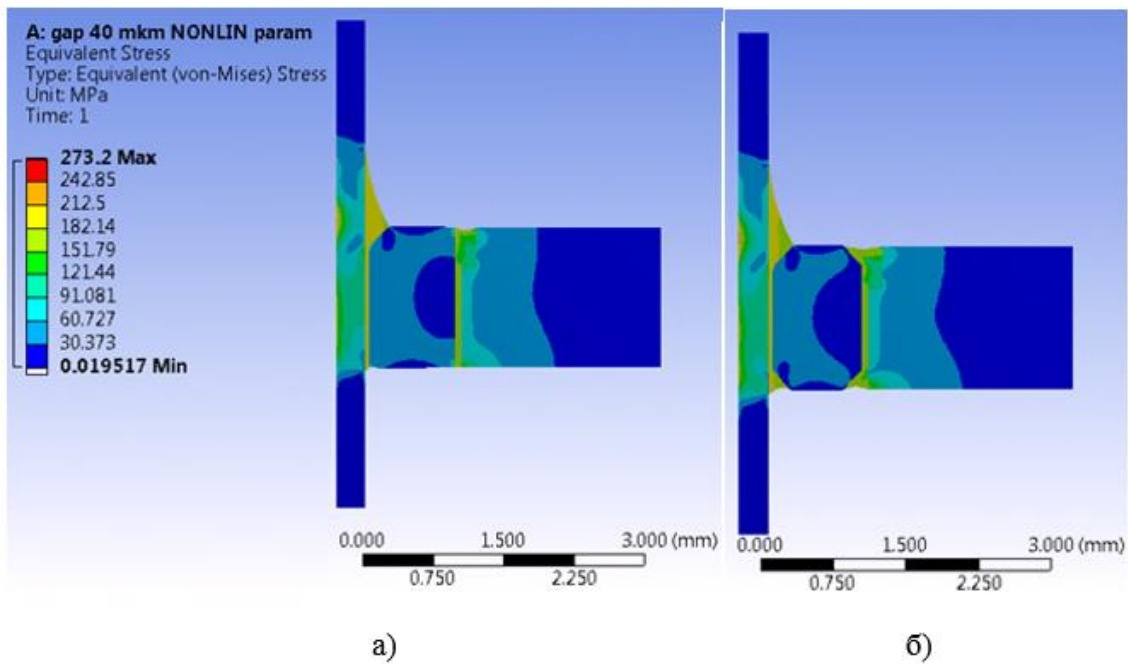 A: gap 40 mkm NONLIN param
Equivalent Stress
Type: Equivalent (von-Mises) Stress
Unit: MPa
Time: 1
273.2 Max
242.85
212.5
182.14
151.79
121.44
91.081
60.727
30.373
0.019517 Min
0.000 1.500 3.000 (mm)
0.750 2.250
0.000 1.500 3.000 (mm)
0.750 2.250
а) б)